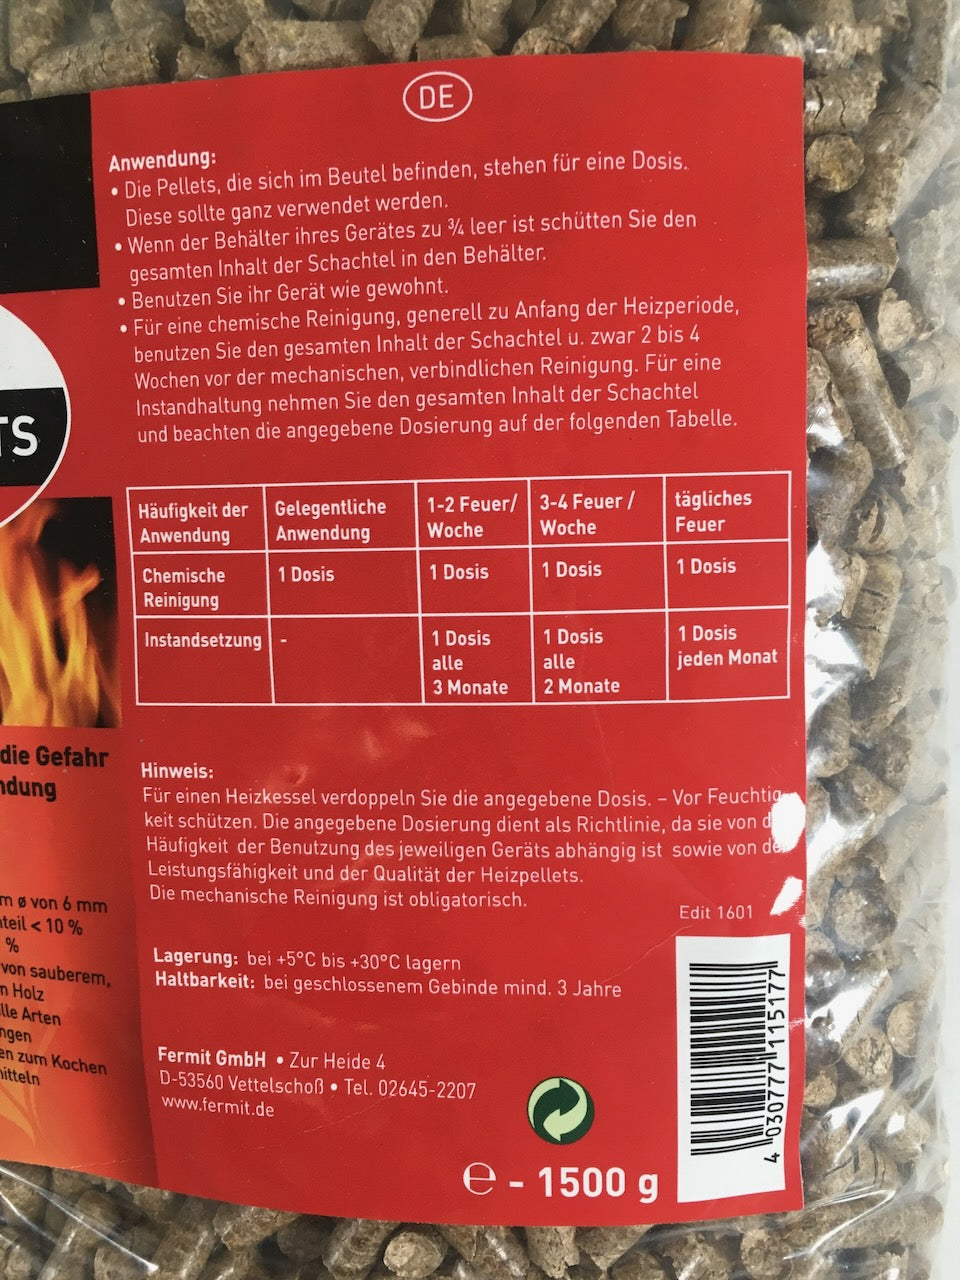 DE
Anwendung:
• Die Pellets, die sich im Beutel befinden, stehen für eine Dosis.
Diese sollte ganz verwendet werden.
• Wenn der Behälter ihres Gerätes zu ¾ leer ist schütten Sie den
gesamten Inhalt der Schachtel in den Behälter.
• Benutzen Sie ihr Gerät wie gewohnt.
• Für eine chemische Reinigung, generell zu Anfang der Heizperiode,
benutzen Sie den gesamten Inhalt der Schachtel u. zwar 2 bis 4
Wochen vor der mechanischen, verbindlichen Reinigung. Für eine
Instandhaltung nehmen Sie den gesamten Inhalt der Schachtel
und beachten die angegebene Dosierung auf der folgenden Tabelle.
TS
Häufigkeit der Gelegentliche 1-2 Feuer/ 3-4 Feuer / tägliches
Anwendung Anwendung Woche Woche Feuer
Chemische 1 Dosis 1 Dosis 1 Dosis 1 Dosis
Reinigung
Instandsetzung - 1 Dosis 1 Dosis 1 Dosis
alle alle jeden Monat
3 Monate 2 Monate
die Gefahr
ndung
Hinweis:
Für einen Heizkessel verdoppeln Sie die angegebene Dosis. – Vor Feuchtig-
keit schützen. Die angegebene Dosierung dient als Richtlinie, da sie von d
Häufigkeit der Benutzung des jeweiligen Geräts abhängig ist sowie von de
Leistungsfähigkeit und der Qualität der Heizpellets.
Die mechanische Reinigung ist obligatorisch.
Edit 1601
m ø von 6 mm
teil < 10 %
%
von sauberem,
n Holz
lle Arten
ngen
en zum Kochen
nitteln
Lagerung: bei +5°C bis +30°C lagern
Haltbarkeit: bei geschlossenem Gebinde mind. 3 Jahre
Fermit GmbH • Zur Heide 4
D-53560 Vettelschoß • Tel. 02645-2207
www.fermit.de
4 030777 115177
e - 1500 g